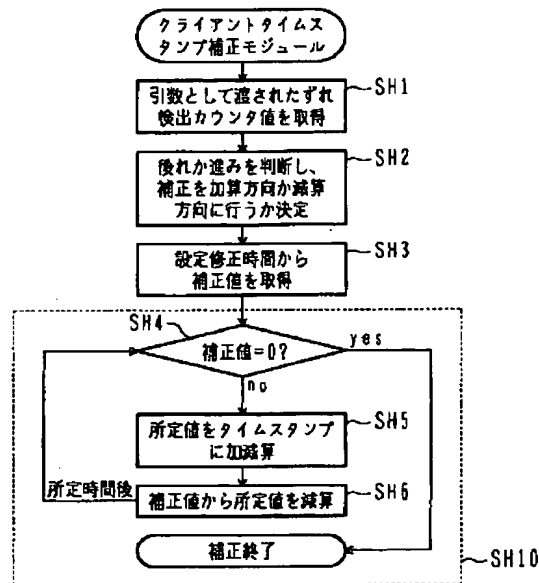 クライアントタイムス
タンプ補正モジュール
SH1
引数として渡されたずれ
検出カウンタ値を取得
SH2
後れか進みを判断し、
補正を加算方向か減算
方向に行うか決定
SH3
設定修正時間から
補正値を取得
SH4
補正値=0?
yes
no
SH5
所定値をタイムスタンプ
に加減算
所定時間後
SH6
補正値から所定値を減算
補正終了
SH10